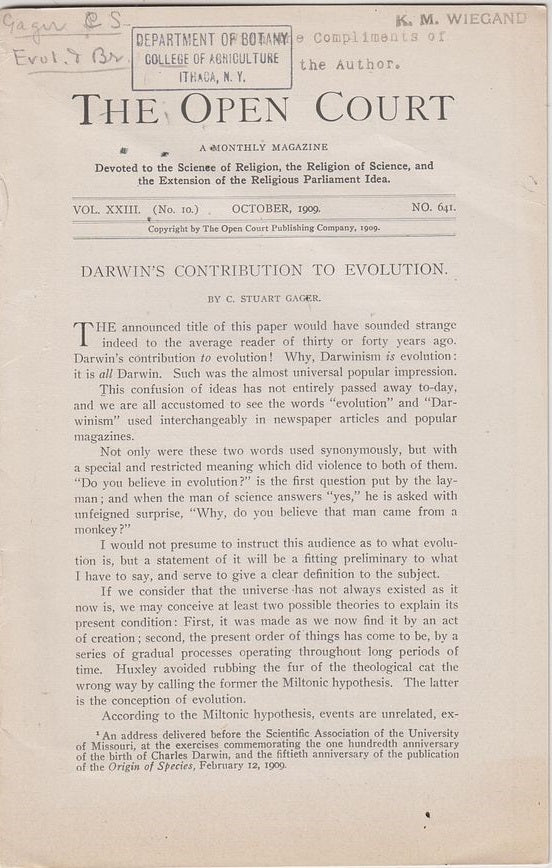 Gager C S
Evol. & Br.
DEPARTMENT OF BOTANY
COLLEGE OF AGRICULTURE
ITHACA, N. Y.
K. M. WIEGAND
e Compliments of
the Author.
THE OPEN COURT
A MONTHLY MAGAZINE
Devoted to the Science of Religion, the Religion of Science, and
the Extension of the Religious Parliament Idea.
VOL. XXIII. (No. 10.) OCTOBER, 1909. NO. 641.
Copyright by The Open Court Publishing Company, 1909.
DARWIN'S CONTRIBUTION TO EVOLUTION.
BY C. STUART GAGER.
THE announced title of this paper would have sounded strange
indeed to the average reader of thirty or forty years ago.
Darwin's contribution to evolution! Why, Darwinism is evolution:
it is all Darwin. Such was the almost universal popular impression.
This confusion of ideas has not entirely passed away to-day,
and we are all accustomed to see the words "evolution" and "Dar-
winism" used interchangeably in newspaper articles and popular
magazines.
Not only were these two words used synonymously, but with
a special and restricted meaning which did violence to both of them.
"Do you believe in evolution?" is the first question put by the lay-
man; and when the man of science answers "yes," he is asked with
unfeigned surprise, "Why, do you believe that man came from a
monkey?"
I would not presume to instruct this audience as to what evolu-
tion is, but a statement of it will be a fitting preliminary to what
I have to say, and serve to give a clear definition to the subject.
If we consider that the universe has not always existed as it
now is, we may conceive at least two possible theories to explain its
present condition: First, it was made as we now find it by an act
of creation; second, the present order of things has come to be, by a
series of gradual processes operating throughout long periods of
time. Huxley avoided rubbing the fur of the theological cat the
wrong way by calling the former the Miltonic hypothesis. The latter
is the conception of evolution.
According to the Miltonic hypothesis, events are unrelated, ex-
¹ An address delivered before the Scientific Association of the University
of Missouri, at the exercises commemorating the one hundredth anniversary
of the birth of Charles Darwin, and the fiftieth anniversary of the publication
of the Origin of Species, February 12, 1909.